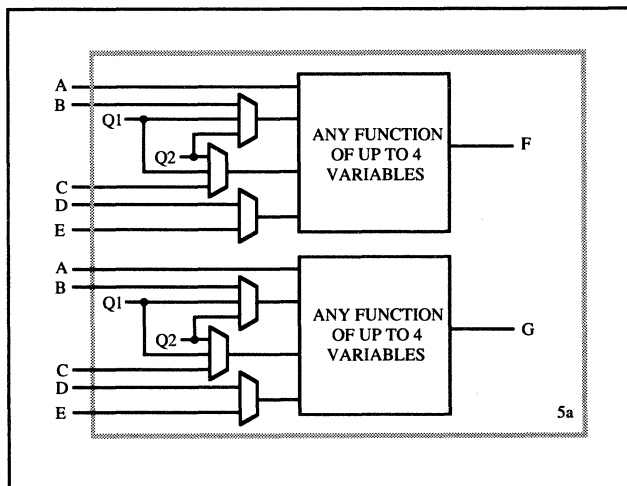 A
B
Q1
Q2
C
D
E
ANY FUNCTION
OF UP TO 4
VARIABLES
F
A
B
Q1
Q2
C
D
E
ANY FUNCTION
OF UP TO 4
VARIABLES
G
5a